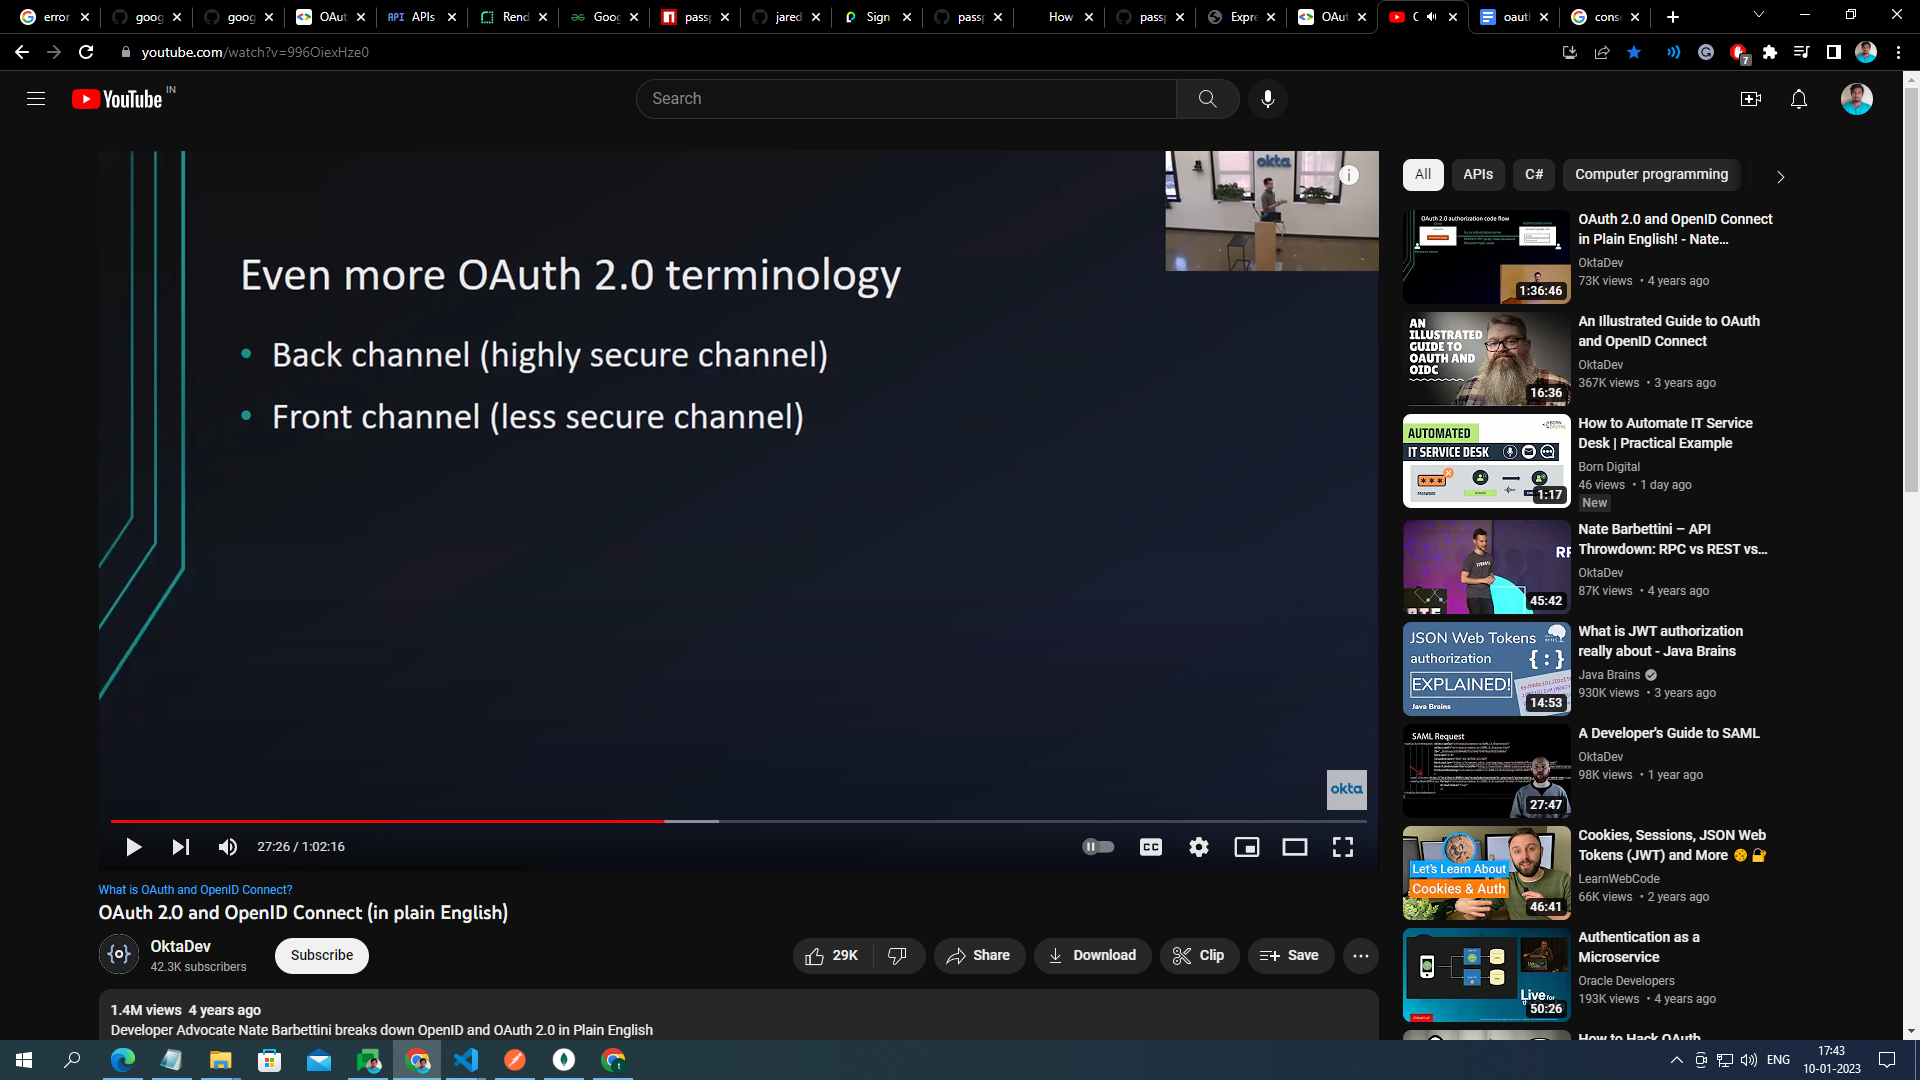 error
goog
goog
OAut
API APIs
Rend
Goog
passp
jared
Sign
passp
How
passp
Expre
OAut
C
oaut
cons
youtube.com/watch?v=996OiexHze0
7
YouTube IN
Search
okta
Even more OAuth 2.0 terminology
• Back channel (highly secure channel)
• Front channel (less secure channel)
okta
27:26 / 1:02:16
CC
What is OAuth and OpenID Connect?
OAuth 2.0 and OpenID Connect (in plain English)
OktaDev
42.3K subscribers
Subscribe
29K
Share
Download
Clip
Save
1.4M views 4 years ago
Developer Advocate Nate Barbettini breaks down OpenID and OAuth 2.0 in Plain English
All
APIs
C#
Computer programming
OAuth 2.0 authorization code flow
1:36:46
OAuth 2.0 and OpenID Connect
in Plain English! - Nate…
OktaDev
73K views • 4 years ago
AN
ILLUSTRATED
GUIDE TO
OAUTH AND
OIDC
16:36
An Illustrated Guide to OAuth
and OpenID Connect
OktaDev
367K views • 3 years ago
BORN DIGITAL
AUTOMATED
IT SERVICE DESK
1:17
How to Automate IT Service
Desk | Practical Example
Born Digital
46 views • 1 day ago
New
45:42
Nate Barbettini – API
Throwdown: RPC vs REST vs…
OktaDev
87K views • 4 years ago
JSON Web Tokens
authorization
{:}
EXPLAINED!
Java Brains
14:53
What is JWT authorization
really about - Java Brains
Java Brains
930K views • 3 years ago
SAML Request
27:47
A Developer's Guide to SAML
OktaDev
98K views • 1 year ago
Let's Learn About
Cookies & Auth
46:41
Cookies, Sessions, JSON Web
Tokens (JWT) and More
LearnWebCode
66K views • 2 years ago
Live for
50:26
Authentication as a
Microservice
Oracle Developers
193K views • 4 years ago
How to Hack OAuth
ENG
17:43
10-01-2023